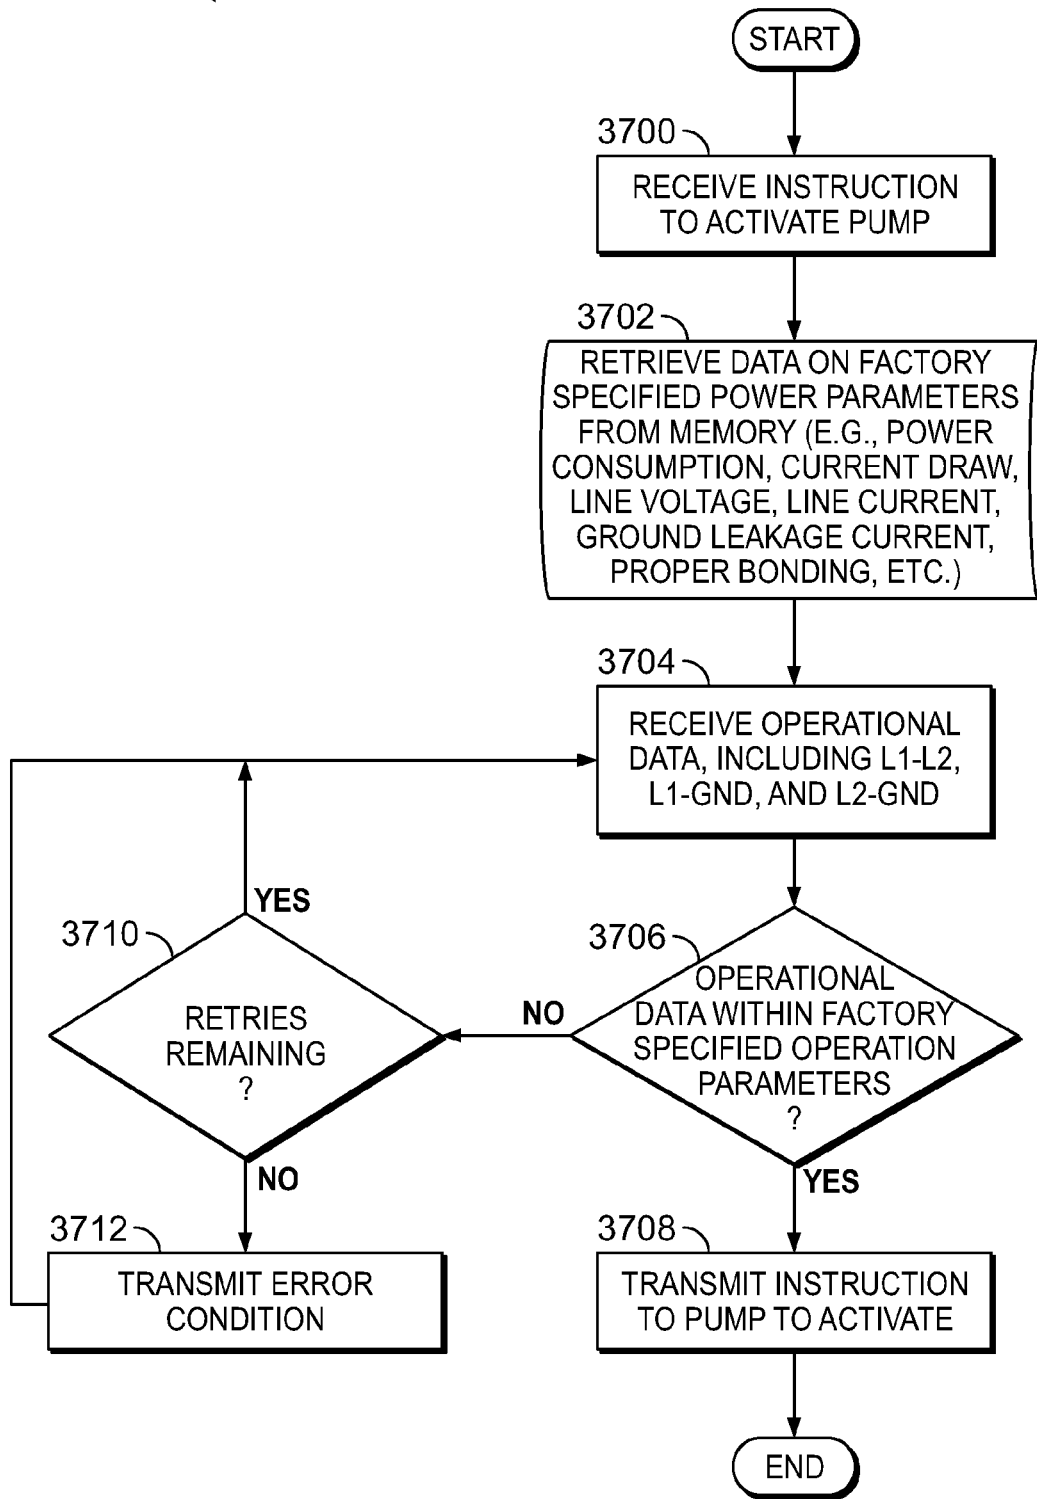 START
3700
RECEIVE INSTRUCTION
TO ACTIVATE PUMP
3702
RETRIEVE DATA ON FACTORY
SPECIFIED POWER PARAMETERS
FROM MEMORY (E.G., POWER
CONSUMPTION, CURRENT DRAW,
LINE VOLTAGE, LINE CURRENT,
GROUND LEAKAGE CURRENT,
PROPER BONDING, ETC.)
3704
RECEIVE OPERATIONAL
DATA, INCLUDING L1-L2,
L1-GND, AND L2-GND
3706
OPERATIONAL
DATA WITHIN FACTORY
SPECIFIED OPERATION
PARAMETERS
?
NO
YES
3710
RETRIES
REMAINING
?
YES
NO
3712
TRANSMIT ERROR
CONDITION
3708
TRANSMIT INSTRUCTION
TO PUMP TO ACTIVATE
END